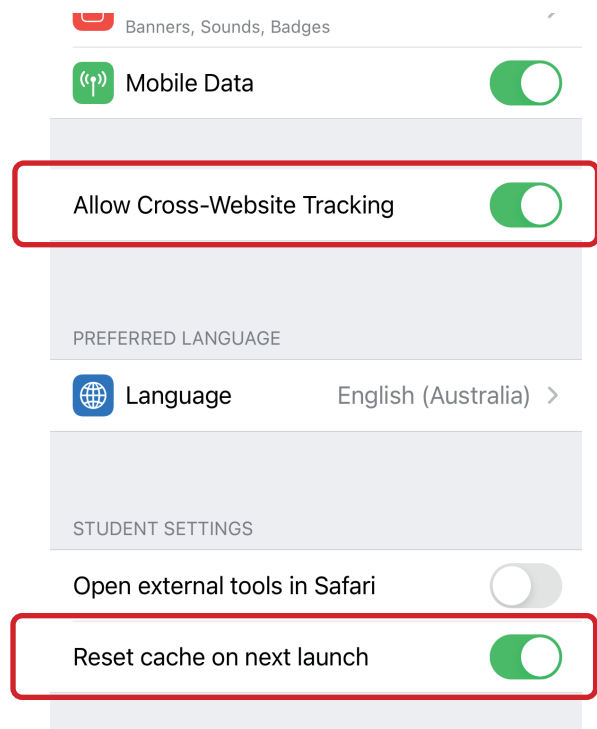 Banners, Sounds, Badges
Mobile Data
Allow Cross-Website Tracking
PREFERRED LANGUAGE
Language English (Australia)
STUDENT SETTINGS
Open external tools in Safari
Reset cache on next launch